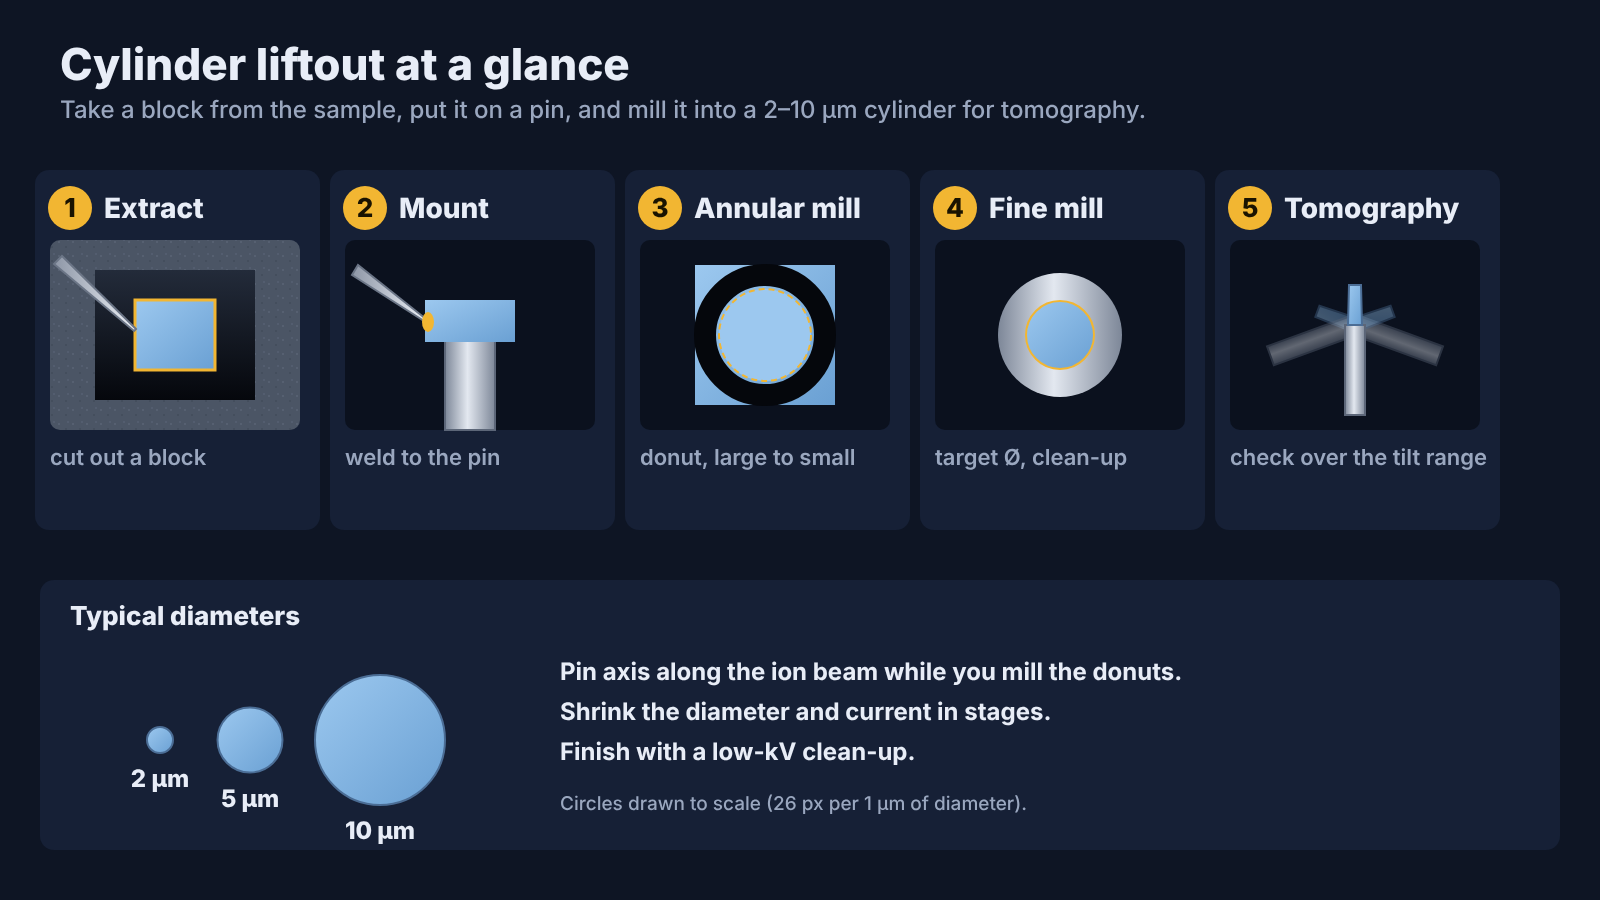 Cylinder liftout at a glance
Take a block from the sample, put it on a pin, and mill it into a 2–10 µm cylinder for tomography.
1 Extract
cut out a block
2 Mount
weld to the pin
3 Annular mill
donut, large to small
4 Fine mill
target Ø, clean-up
5 Tomography
check over the tilt range
Typical diameters
2 µm
5 µm
10 µm
Pin axis along the ion beam while you mill the donuts.
Shrink the diameter and current in stages.
Finish with a low-kV clean-up.
Circles drawn to scale (26 px per 1 µm of diameter).